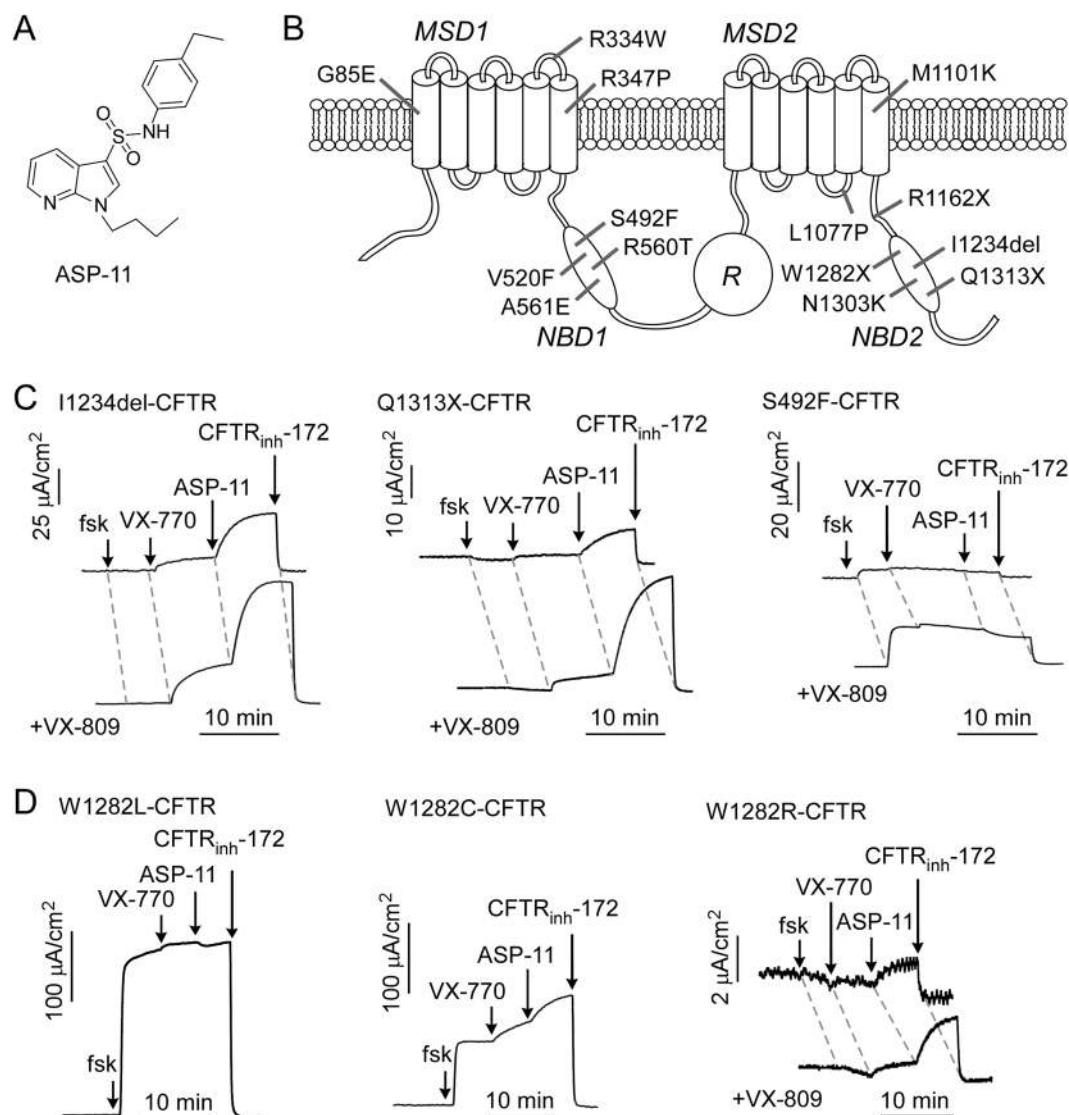 A
S
O
O
NH
N
N
ASP-11
B
MSD1
MSD2
R334W
G85E
R347P
M1101K
S492F
R560T
V520F
A561E
NBD1
R
L1077P
R1162X
W1282X
I1234del
N1303K
Q1313X
NBD2
C
I1234del-CFTR
25 µA/cm2
fsk
VX-770
ASP-11
CFTRinh-172
+VX-809
10 min
Q1313X-CFTR
10 µA/cm2
fsk
VX-770
ASP-11
CFTRinh-172
+VX-809
10 min
S492F-CFTR
20 µA/cm2
fsk
VX-770
ASP-11
CFTRinh-172
+VX-809
10 min
D
W1282L-CFTR
100 µA/cm2
fsk
VX-770
ASP-11
CFTRinh-172
10 min
W1282C-CFTR
100 µA/cm2
fsk
VX-770
ASP-11
CFTRinh-172
10 min
W1282R-CFTR
2 µA/cm2
fsk
VX-770
ASP-11
CFTRinh-172
+VX-809
10 min